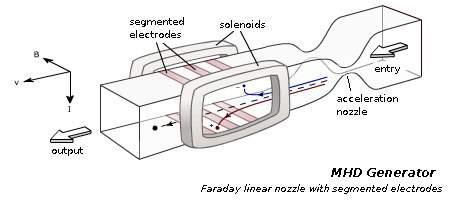 segmented
electrodes
solenoids
B
v
I
entry
acceleration
nozzle
output
MHD Generator
Faraday linear nozzle with segmented electrodes